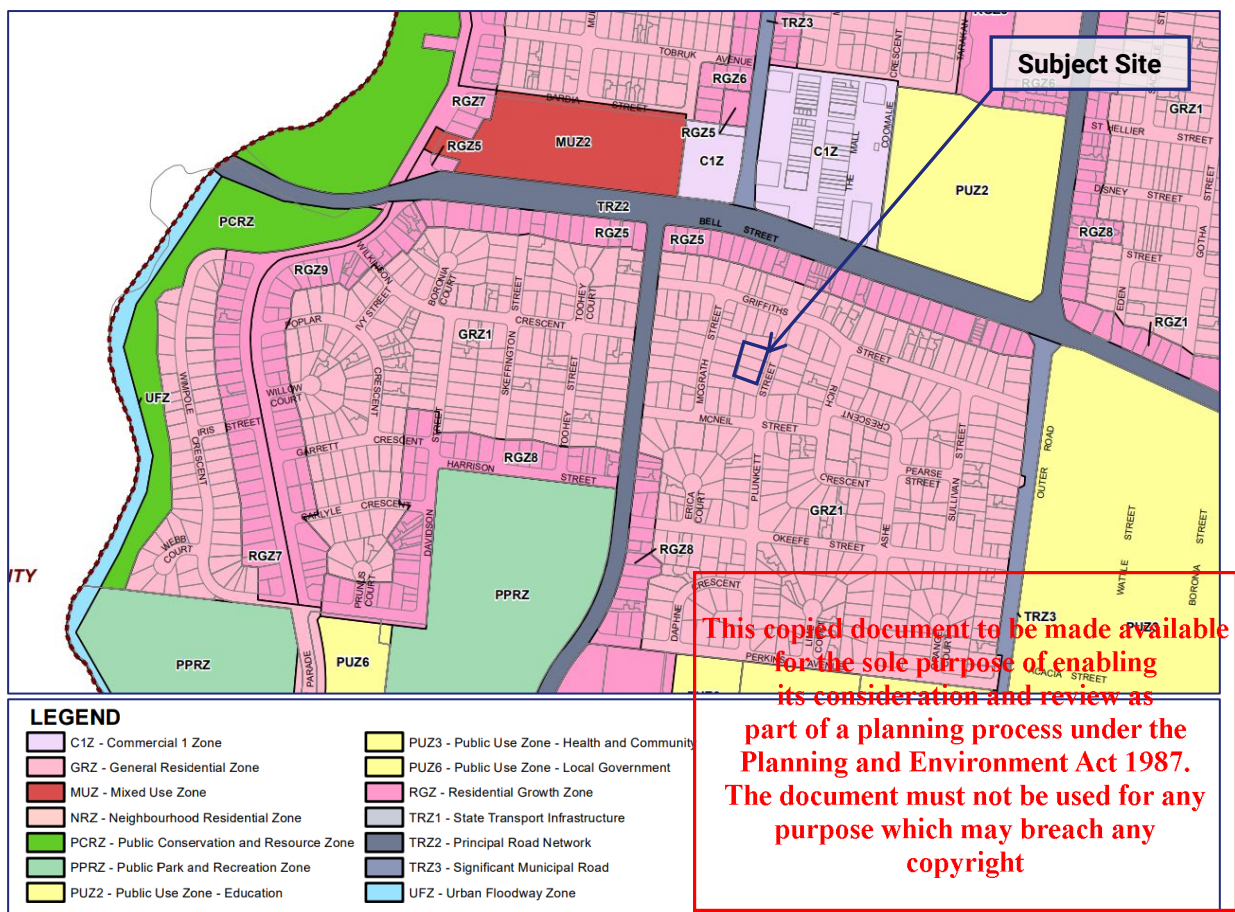 TRZ3
RGZ6
TARAKAN
CRESCENT
Subject Site
TOBRUK AVENUE
RGZ6
RGZ6
RGZ7
BARDIA STREET
COOMALIE
GRZ1
RGZ5
RGZ5
MUZ2
C1Z
C1Z
THE MALL
PUZ2
ST HELLIER STREET
STREET
DISNEY STREET
TRZ2
BELL STREET
PCRZ
RGZ5
RGZ5
RGZ8
GOTHA
STREET
WILKINSON
RGZ9
BORONIA COURT
STREET
TOOHEY COURT
IVY STREET
GRIFFITHS
STREET
EDEN
POPLAR
CRESCENT
GRZ1
STREET
RGZ1
SKEFFINGTON
STREET
MCGRATH
STREET
STREET
UFZ
WIMPOLE
CRESCENT
WILLOW COURT
CRESCENT
RICH
CRESCENT
IRIS STREET
STREET
TOOHEY
MCNEIL STREET
STREET
ROAD
OUTER
GARRETT CRESCENT
RGZ8
HARRISON STREET
PLUNKETT
CRESCENT
PEARSE STREET
SULLIVAN
CARLYLE CRESCENT
ERICA COURT
GRZ1
ASHE
STREET
WATTLE
STREET
BORONIA
WEBB COURT
RGZ7
DAVIDSON
OKEEFE STREET
RGZ8
ITY
PRUNUS COURT
PPRZ
CRESCENT
DAPHNE
TRZ3
PUZ3
PPRZ
PARADE
PUZ6
PERKINS AVENUE
ACACIA STREET
This copied document to be made available
for the sole purpose of enabling
its consideration and review as
part of a planning process under the
Planning and Environment Act 1987.
The document must not be used for any
purpose which may breach any
copyright
LEGEND
C1Z - Commercial 1 Zone
GRZ - General Residential Zone
MUZ - Mixed Use Zone
NRZ - Neighbourhood Residential Zone
PCRZ - Public Conservation and Resource Zone
PPRZ - Public Park and Recreation Zone
PUZ2 - Public Use Zone - Education
PUZ3 - Public Use Zone - Health and Community
PUZ6 - Public Use Zone - Local Government
RGZ - Residential Growth Zone
TRZ1 - State Transport Infrastructure
TRZ2 - Principal Road Network
TRZ3 - Significant Municipal Road
UFZ - Urban Floodway Zone